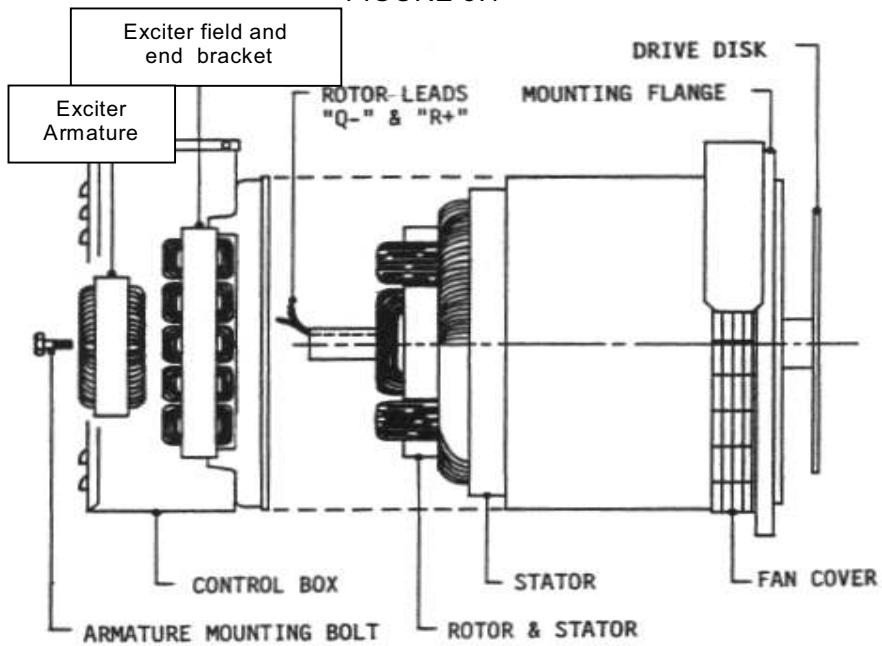 Exciter field and
end bracket
DRIVE DISK
Exciter
Armature
ROTOR LEADS
"Q-" & "R+"
MOUNTING FLANGE
CONTROL BOX
STATOR
FAN COVER
ARMATURE MOUNTING BOLT
ROTOR & STATOR